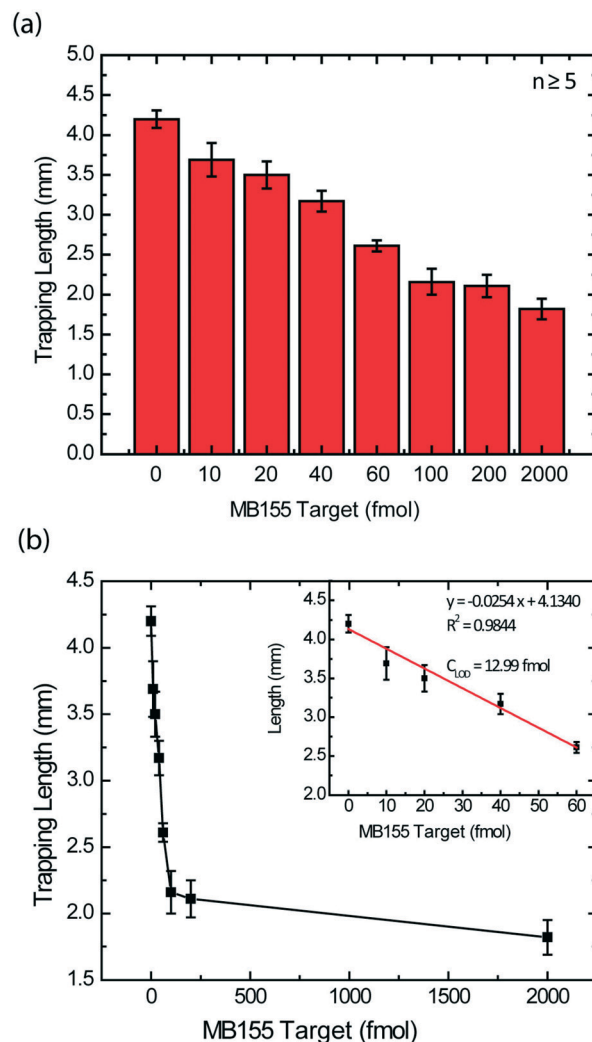 (a)
n ≥ 5
Trapping Length (mm)
5.0
4.5
4.0
3.5
3.0
2.5
2.0
1.5
1.0
0.5
0.0
0 10 20 40 60 100 200 2000
MB155 Target (fmol)
(b)
Trapping Length (mm)
4.5
4.0
3.5
3.0
2.5
2.0
1.5
0 500 1000 1500 2000
MB155 Target (fmol)
y = -0.0254 x + 4.1340
R² = 0.9844
C_LOD = 12.99 fmol
Length (mm)
4.5
4.0
3.5
3.0
2.5
2.0
0 10 20 30 40 50 60
MB155 Target (fmol)